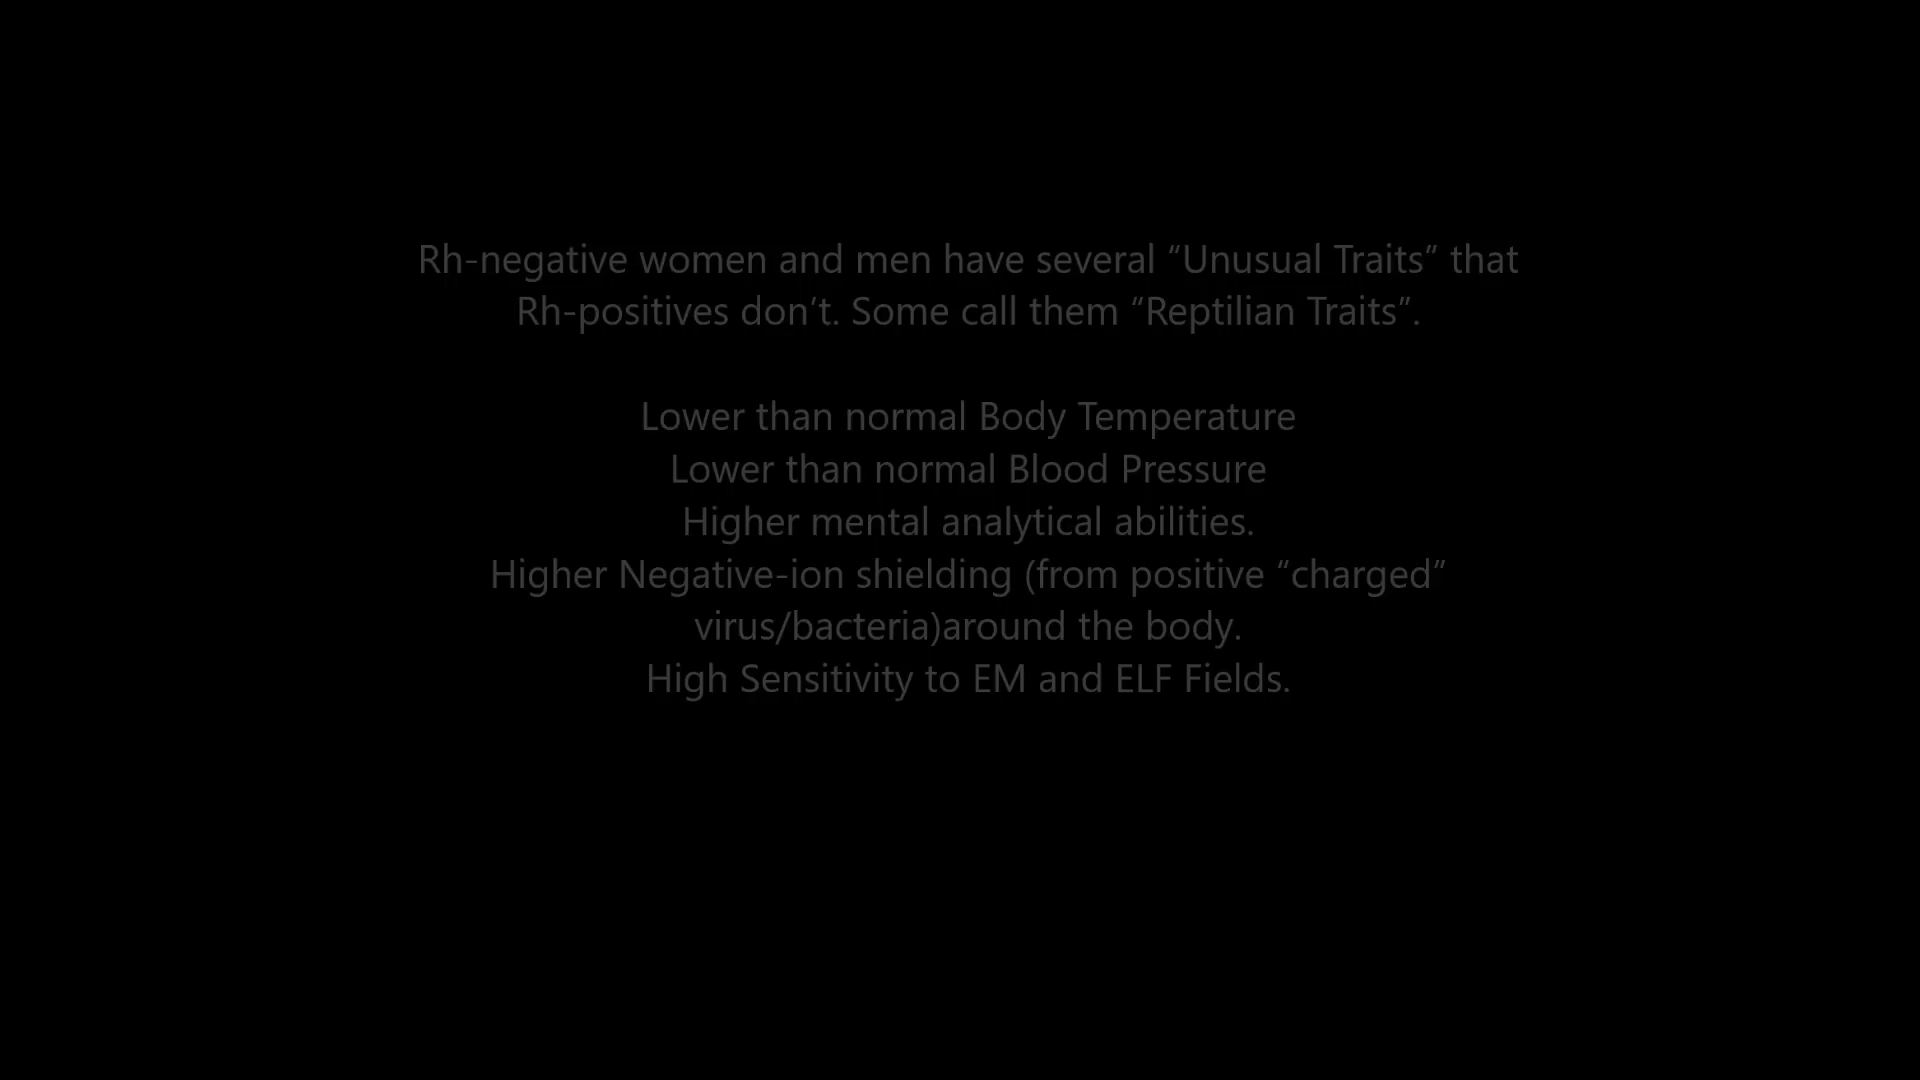 Rh-negative women and men have several “Unusual Traits” that
Rh-positives don’t. Some call them “Reptilian Traits”.
Lower than normal Body Temperature
Lower than normal Blood Pressure
Higher mental analytical abilities.
Higher Negative-ion shielding (from positive “charged”
virus/bacteria)around the body.
High Sensitivity to EM and ELF Fields.